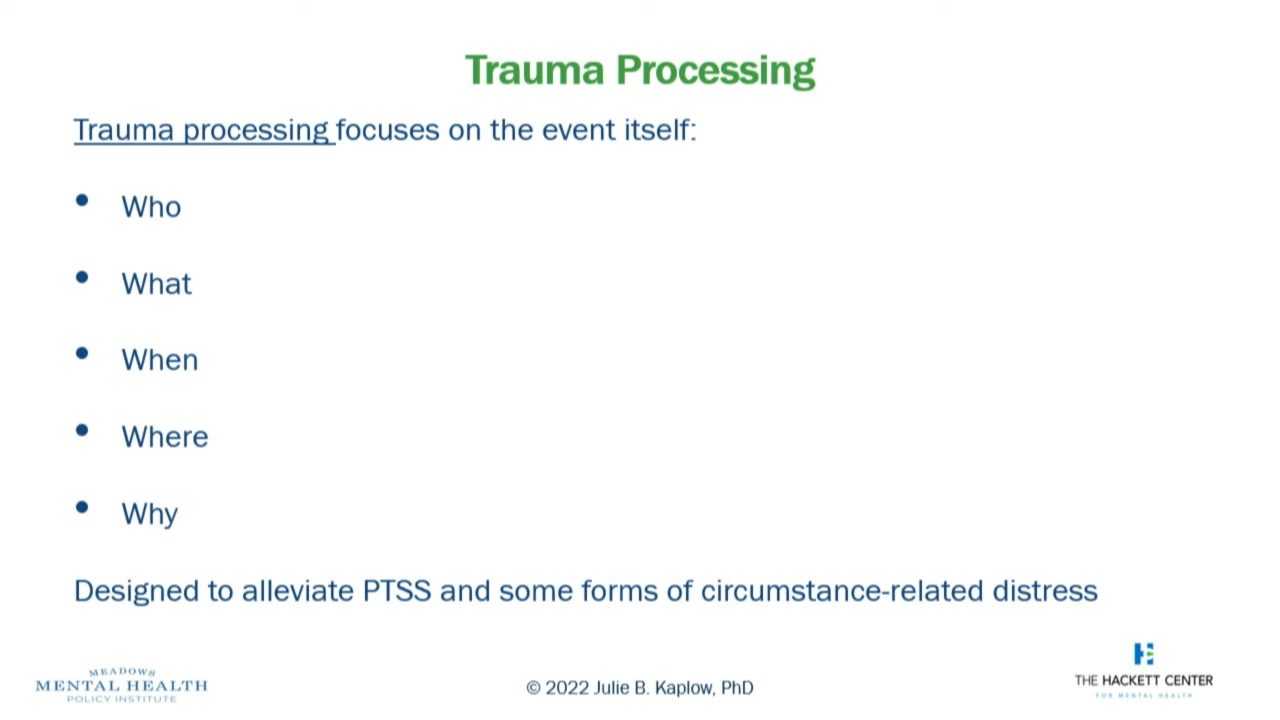 Trauma Processing
Trauma processing focuses on the event itself:
• Who
• What
• When
• Where
• Why
Designed to alleviate PTSS and some forms of circumstance-related distress
MEADOWS
MENTAL HEALTH
POLICY INSTITUTE
© 2022 Julie B. Kaplow, PhD
THE HACKETT CENTER
FOR MENTAL HEALTH